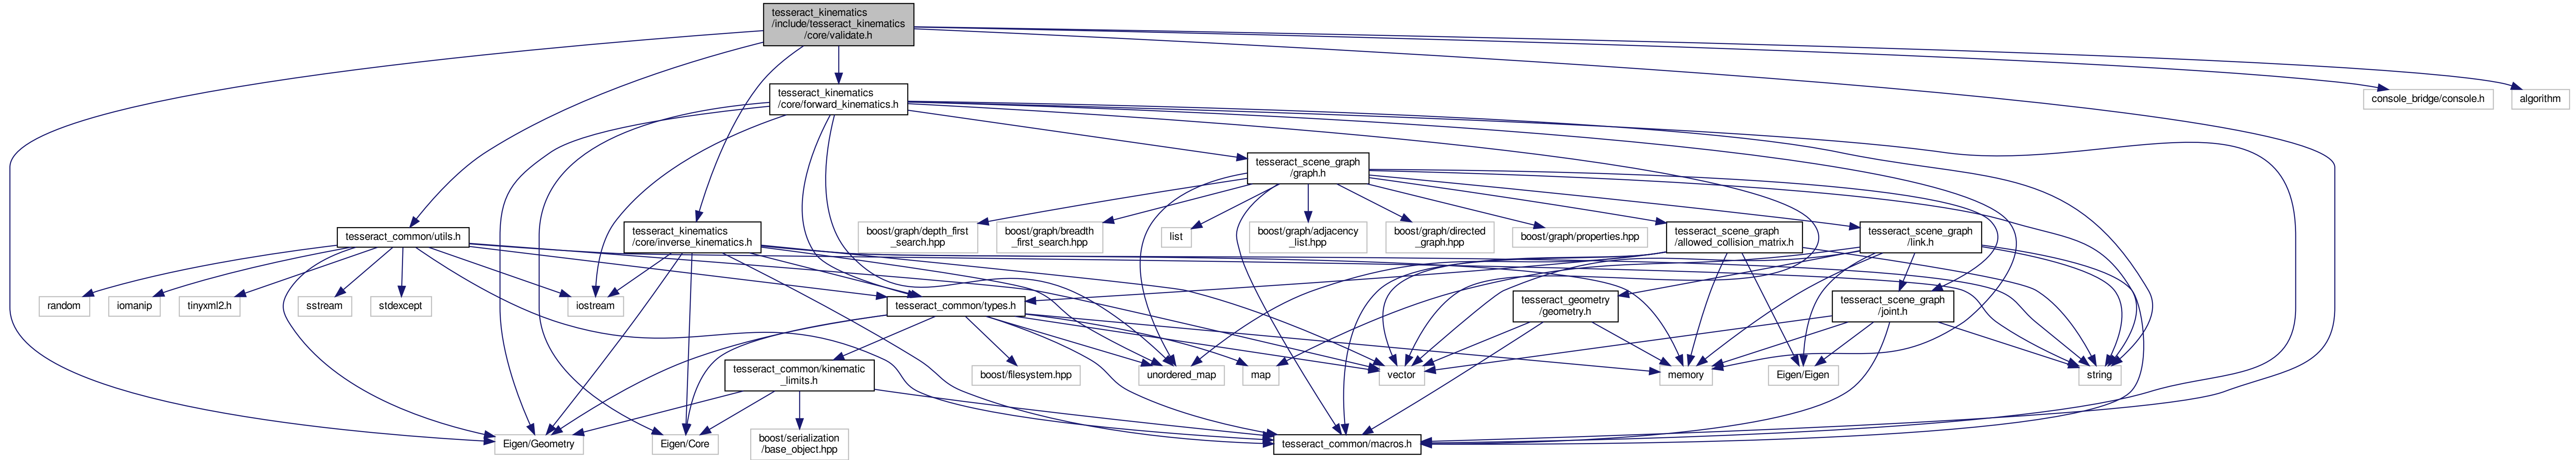 tesseract_kinematics
/include/tesseract_kinematics
/core/validate.h
tesseract_kinematics
/core/forward_kinematics.h
console_bridge/console.h
algorithm
tesseract_scene_graph
/graph.h
tesseract_common/utils.h
tesseract_kinematics
/core/inverse_kinematics.h
boost/graph/depth_first
_search.hpp
boost/graph/breadth
_first_search.hpp
list
boost/graph/adjacency
_list.hpp
boost/graph/directed
_graph.hpp
boost/graph/properties.hpp
tesseract_scene_graph
/allowed_collision_matrix.h
tesseract_scene_graph
/link.h
random
iomanip
tinyxml2.h
sstream
stdexcept
iostream
tesseract_common/types.h
tesseract_geometry
/geometry.h
tesseract_scene_graph
/joint.h
tesseract_common/kinematic
_limits.h
boost/filesystem.hpp
unordered_map
map
vector
memory
Eigen/Eigen
string
Eigen/Geometry
Eigen/Core
boost/serialization
/base_object.hpp
tesseract_common/macros.h